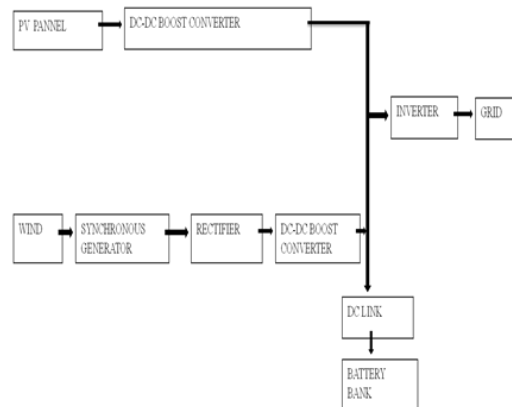 PV PANNEL
DC-DC BOOST CONVERTER
INVERTER
GRID
WIND
SYNCHRONOUS
GENERATOR
RECTIFIER
DC-DC BOOST
CONVERTER
DC LINK
BATTERY
BANK